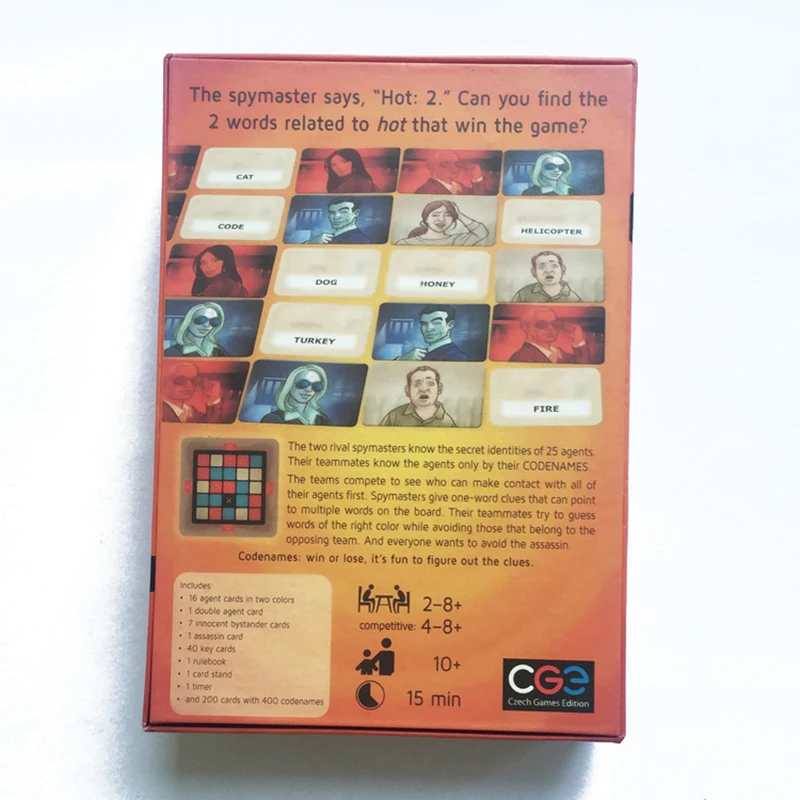 The spymaster says, "Hot: 2." Can you find the
2 words related to hot that win the game?
CAT
CODE
HELICOPTER
DOG
HONEY
TURKEY
FIRE
The two rival spymasters know the secret identities of 25 agents.
Their teammates know the agents only by their CODENAMES.
The teams compete to see who can make contact with all of
their agents first. Spymasters give one-word clues that can point
to multiple words on the board. Their teammates try to guess
words of the right color while avoiding those that belong to the
opposing team. And everyone wants to avoid the assassin.
Codenames: win or lose, it's fun to figure out the clues.
Includes:
• 16 agent cards in two colors
• 1 double agent card
• 7 innocent bystander cards
• 1 assassin card
• 40 key cards
• 1 rulebook
• 1 card stand
• 1 timer
• and 200 cards with 400 codenames
2–8+
competitive: 4–8+
10+
15 min
CGE
Czech Games Edition